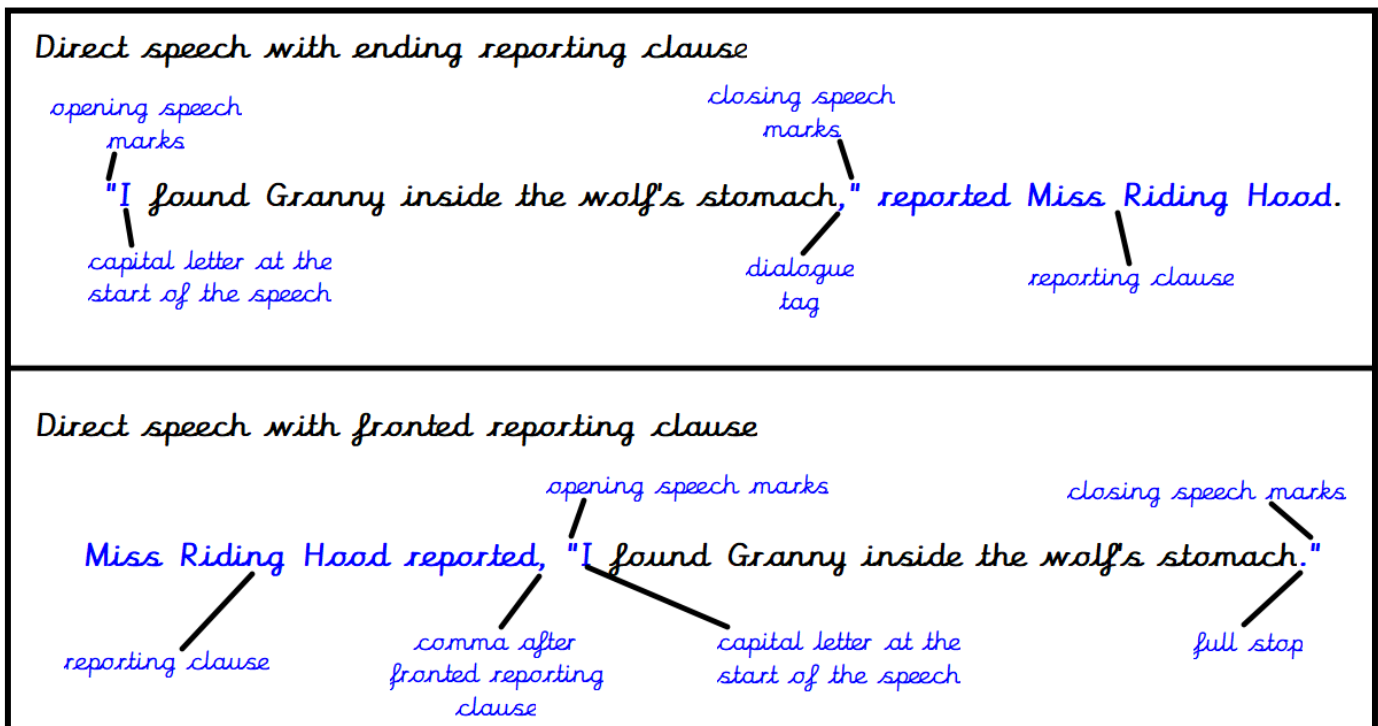 Direct speech with ending reporting clause
opening speech
marks
closing speech
marks
"I found Granny inside the wolf's stomach," reported Miss Riding Hood.
capital letter at the
start of the speech
dialogue
tag
reporting clause
Direct speech with fronted reporting clause
opening speech marks
closing speech marks
Miss Riding Hood reported, "I found Granny inside the wolf's stomach."
reporting clause
comma after
fronted reporting
clause
capital letter at the
start of the speech
full stop